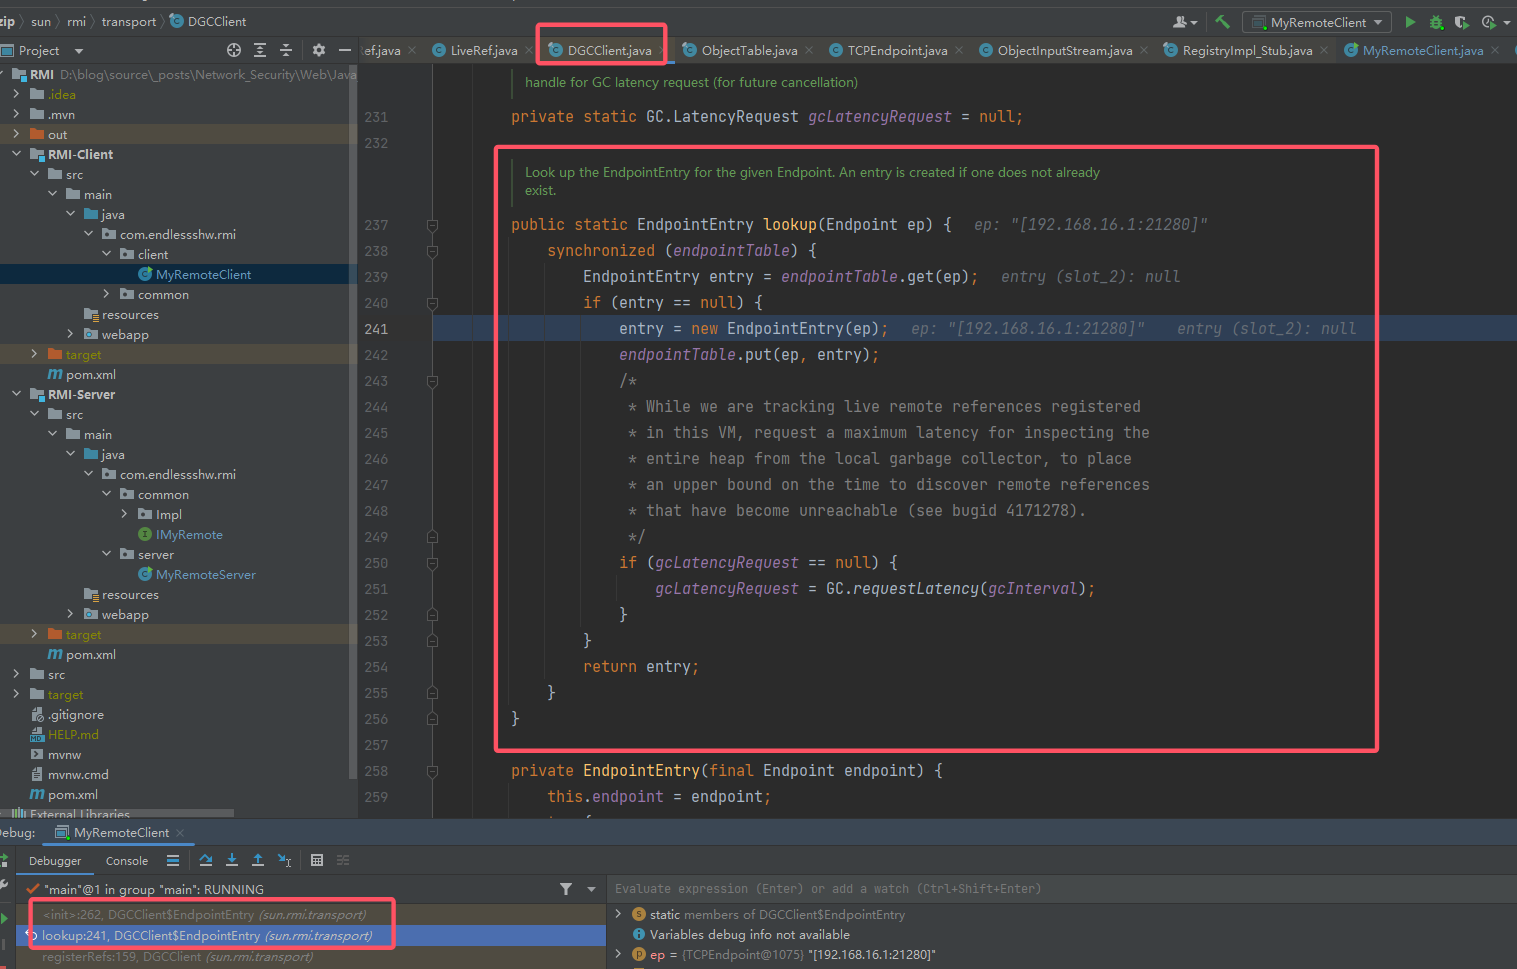 zip sun rmi transport DGCClient MyRemoteClient
Project ef.java LiveRef.java DGCClient.java ObjectTable.java TCPEndpoint.java ObjectInputStream.java RegistryImpl_Stub.java MyRemoteClient.java
RMI D:\blog\source\_posts\Network_Security\Web\Java
.idea
.mvn
out
RMI-Client
src
main
java
com.endlessshw.rmi
client
MyRemoteClient
common
resources
webapp
target
pom.xml
RMI-Server
src
main
java
com.endlessshw.rmi
common
Impl
IMyRemote
server
MyRemoteServer
resources
webapp
target
pom.xml
src
target
.gitignore
HELP.md
mvnw
mvnw.cmd
pom.xml
External Libraries
handle for GC latency request (for future cancellation)
231 private static GC.LatencyRequest gcLatencyRequest = null;
232
Look up the EndpointEntry for the given Endpoint. An entry is created if one does not already
exist.
237 public static EndpointEntry lookup(Endpoint ep) { ep: "[192.168.16.1:21280]"
238 synchronized (endpointTable) {
239 EndpointEntry entry = endpointTable.get(ep); entry (slot_2): null
240 if (entry == null) {
241 entry = new EndpointEntry(ep); ep: "[192.168.16.1:21280]" entry (slot_2): null
242 endpointTable.put(ep, entry);
243 /*
244 * While we are tracking live remote references registered
245 * in this VM, request a maximum latency for inspecting the
246 * entire heap from the local garbage collector, to place
247 * an upper bound on the time to discover remote references
248 * that have become unreachable (see bugid 4171278).
249 */
250 if (gcLatencyRequest == null) {
251 gcLatencyRequest = GC.requestLatency(gcInterval);
252 }
253 }
254 return entry;
255 }
256 }
257
258 private EndpointEntry(final Endpoint endpoint) {
259 this.endpoint = endpoint;
ebug: MyRemoteClient
Debugger Console
"main"@1 in group "main": RUNNING
<init>:262, DGCClient$EndpointEntry (sun.rmi.transport)
lookup:241, DGCClient$EndpointEntry (sun.rmi.transport)
registerRefs:159, DGCClient (sun.rmi.transport)
Evaluate expression (Enter) or add a watch (Ctrl+Shift+Enter)
static members of DGCClient$EndpointEntry
Variables debug info not available
ep = {TCPEndpoint@1075} "[192.168.16.1:21280]"